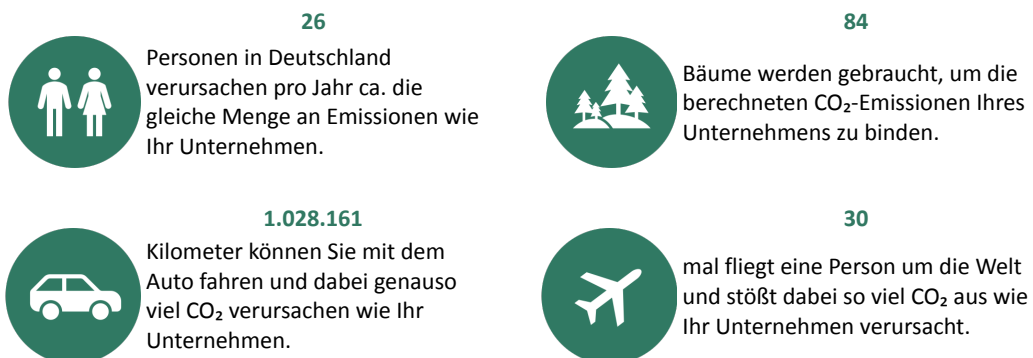 26
Personen in Deutschland
verursachen pro Jahr ca. die
gleiche Menge an Emissionen wie
Ihr Unternehmen.
84
Bäume werden gebraucht, um die
berechneten CO₂-Emissionen Ihres
Unternehmens zu binden.
1.028.161
Kilometer können Sie mit dem
Auto fahren und dabei genauso
viel CO₂ verursachen wie Ihr
Unternehmen.
30
mal fliegt eine Person um die Welt
und stößt dabei so viel CO₂ aus wie
Ihr Unternehmen verursacht.